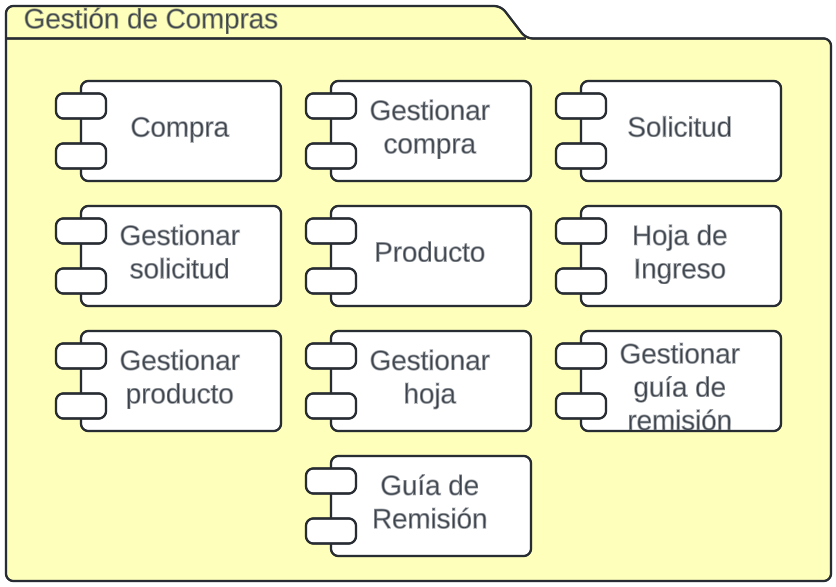 Gestión de Compras
Compra
Gestionar
compra
Solicitud
Gestionar
solicitud
Producto
Hoja de
Ingreso
Gestionar
producto
Gestionar
hoja
Gestionar
guía de
remisión
Guía de
Remisión